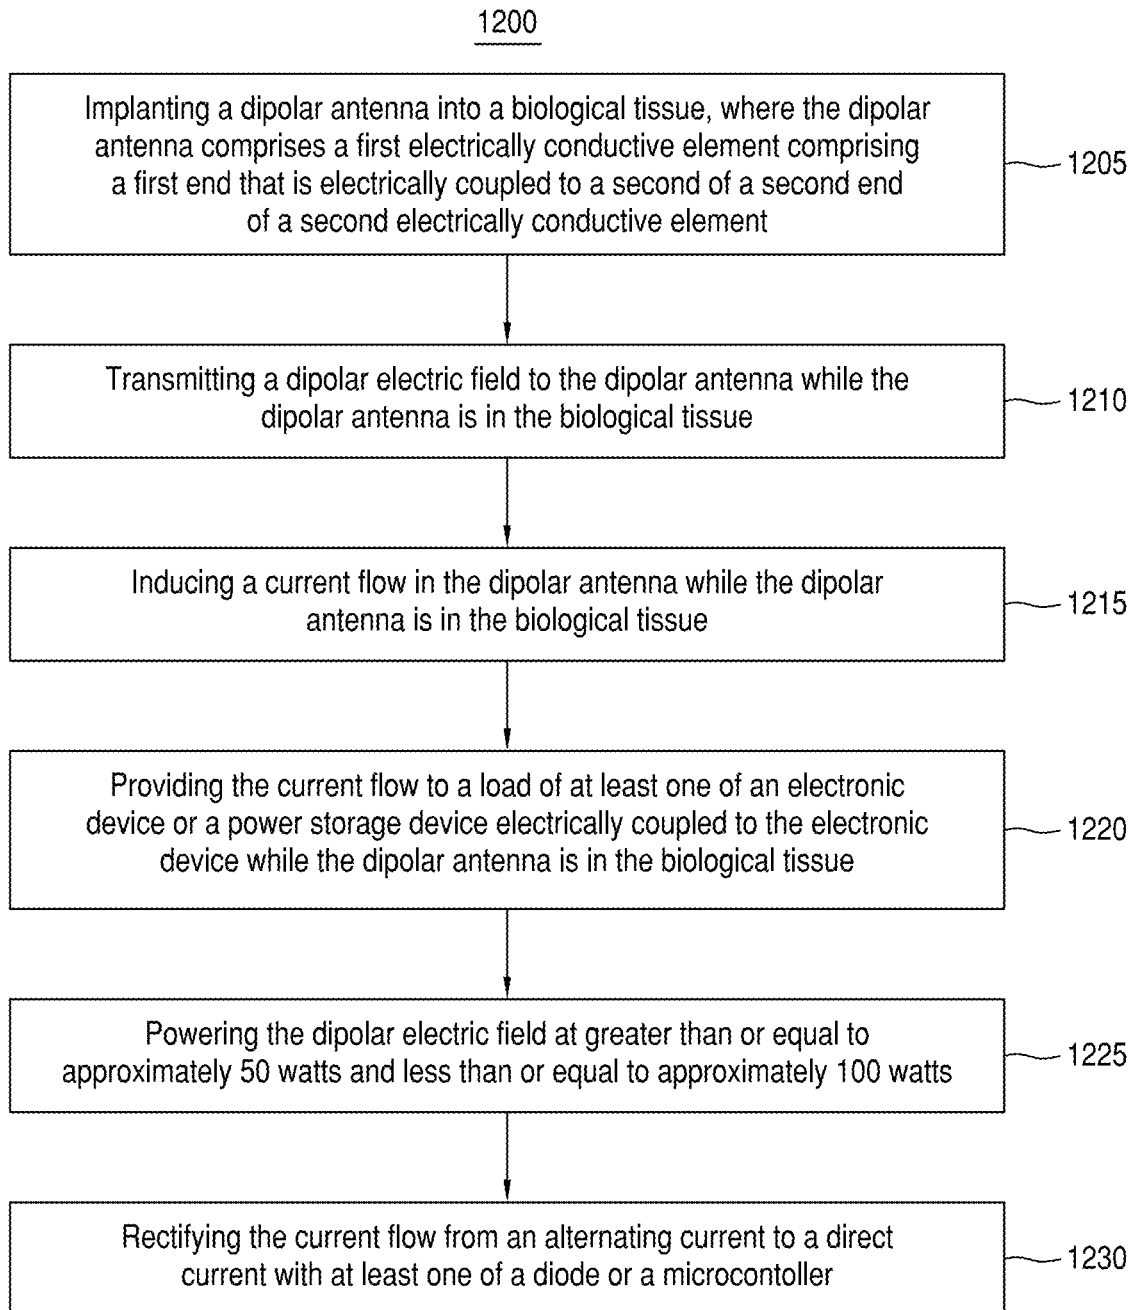 1200
Implanting a dipolar antenna into a biological tissue, where the dipolar
antenna comprises a first electrically conductive element comprising
a first end that is electrically coupled to a second of a second end
of a second electrically conductive element
1205
Transmitting a dipolar electric field to the dipolar antenna while the
dipolar antenna is in the biological tissue
1210
Inducing a current flow in the dipolar antenna while the dipolar
antenna is in the biological tissue
1215
Providing the current flow to a load of at least one of an electronic
device or a power storage device electrically coupled to the electronic
device while the dipolar antenna is in the biological tissue
1220
Powering the dipolar electric field at greater than or equal to
approximately 50 watts and less than or equal to approximately 100 watts
1225
Rectifying the current flow from an alternating current to a direct
current with at least one of a diode or a microcontoller
1230